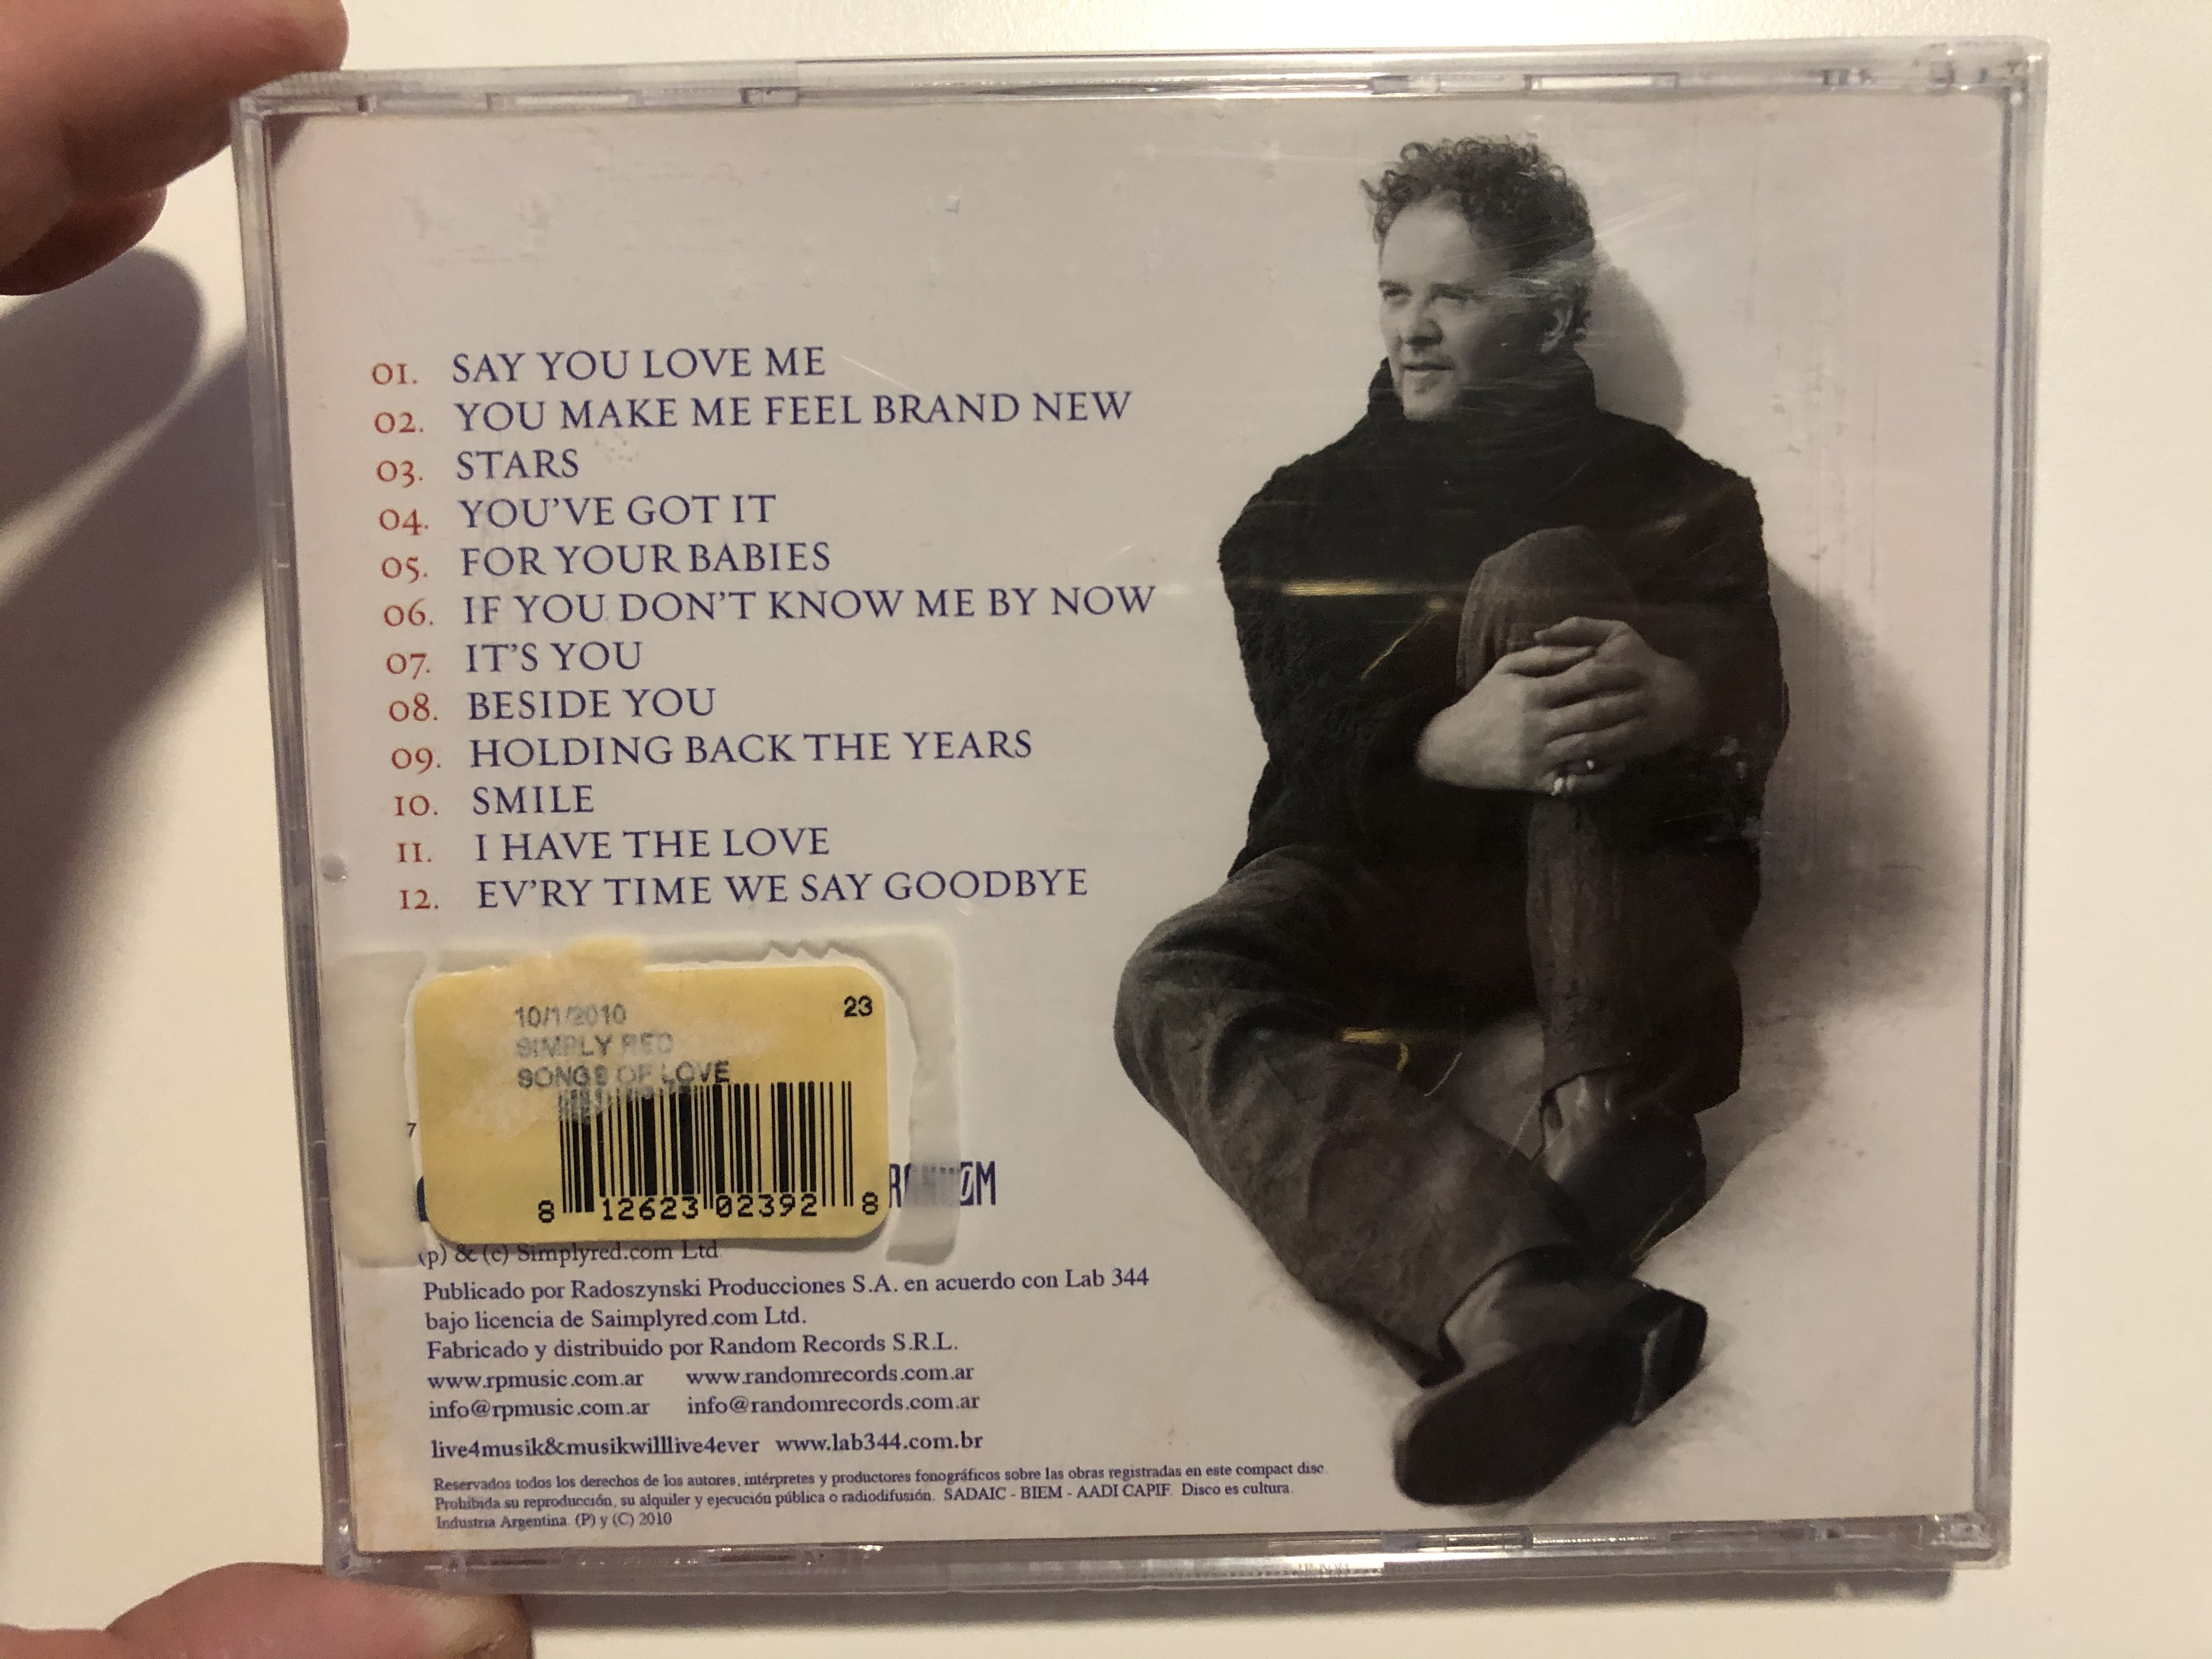 01. SAY YOU LOVE ME
02. YOU MAKE ME FEEL BRAND NEW
03. STARS
04. YOU'VE GOT IT
05. FOR YOUR BABIES
06. IF YOU DON'T KNOW ME BY NOW
07. IT'S YOU
08. BESIDE YOU
09. HOLDING BACK THE YEARS
10. SMILE
11. I HAVE THE LOVE
12. EV'RY TIME WE SAY GOODBYE
23
10/1/2010
SIMPLY RED
SONGS OF LOVE
7
8 12623 02392 8
(p) & (c) Simplyred.com Ltd
Publicado por Radoszynski Producciones S.A. en acuerdo con Lab 344
bajo licencia de Saimplyred.com Ltd.
Fabricado y distribuido por Random Records S.R.L.
www.rpmusic.com.ar www.randomrecords.com.ar
info@rpmusic.com.ar info@randomrecords.com.ar
live4musik&musikwilllive4ever www.lab344.com.br
Reservados todos los derechos de los autores, intérpretes y productores fonográficos sobre las obras registradas en este compact disc.
Prohibida su reproducción, su alquiler y ejecución pública o radiodifusión. SADAIC - BIEM - AADI CAPIF. Disco es cultura.
Industria Argentina. (P) y (C) 2010